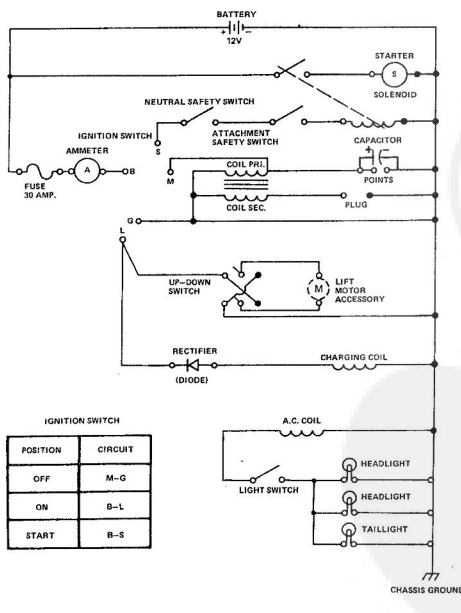 BATTERY
+ -
12V
STARTER
S
SOLENOID
NEUTRAL SAFETY SWITCH
IGNITION SWITCH
S
ATTACHMENT
SAFETY SWITCH
CAPACITOR
+
AMMETER
A
B
M
COIL PRI.
POINTS
FUSE
30 AMP.
COIL SEC.
PLUG
G
L
UP-DOWN
SWITCH
M
LIFT
MOTOR
ACCESSORY
RECTIFIER
(DIODE)
CHARGING COIL
IGNITION SWITCH
POSITION CIRCUIT
OFF M-G
ON B-L
START B-S
A.C. COIL
LIGHT SWITCH
HEADLIGHT
HEADLIGHT
TAILLIGHT
CHASSIS GROUND